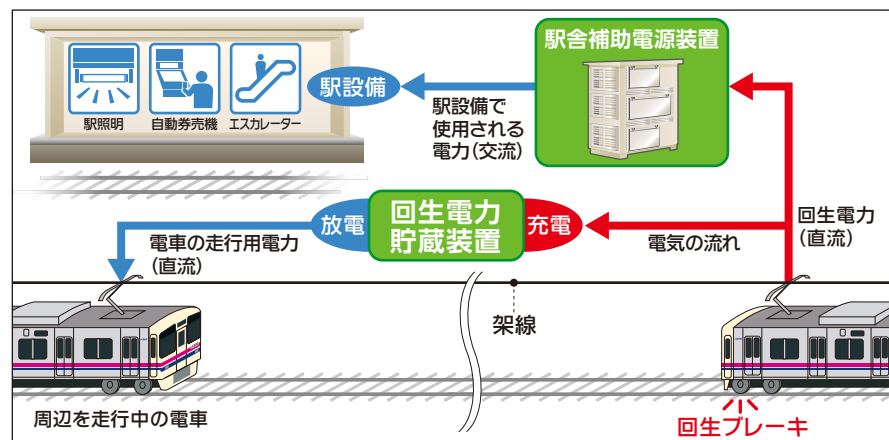 駅舎補助電源装置
駅設備
駅照明
自動券売機
エスカレーター
駅設備で
使用される
電力(交流)
放電
回生電力
貯蔵装置
充電
回生電力
(直流)
電車の走行用電力
(直流)
電気の流れ
架線
周辺を走行中の電車
回生ブレーキ